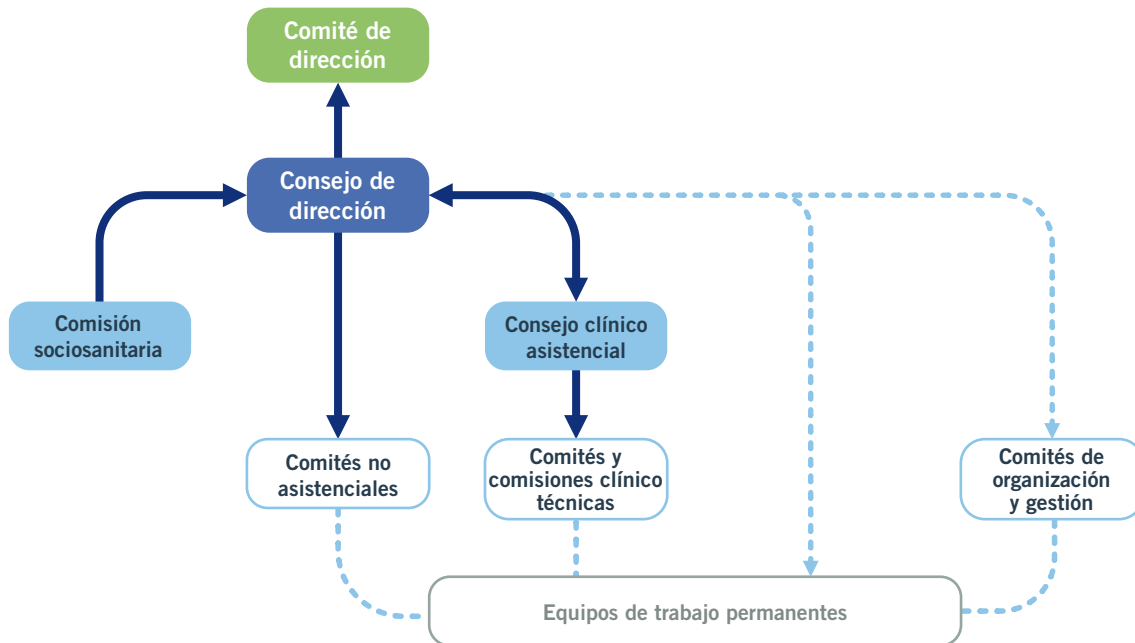 Comité de
dirección
Consejo de
dirección
Comisión
sociosanitaria
Consejo clínico
asistencial
Comités no
asistenciales
Comités y
comisiones clínico
técnicas
Comités de
organización
y gestión
Equipos de trabajo permanentes